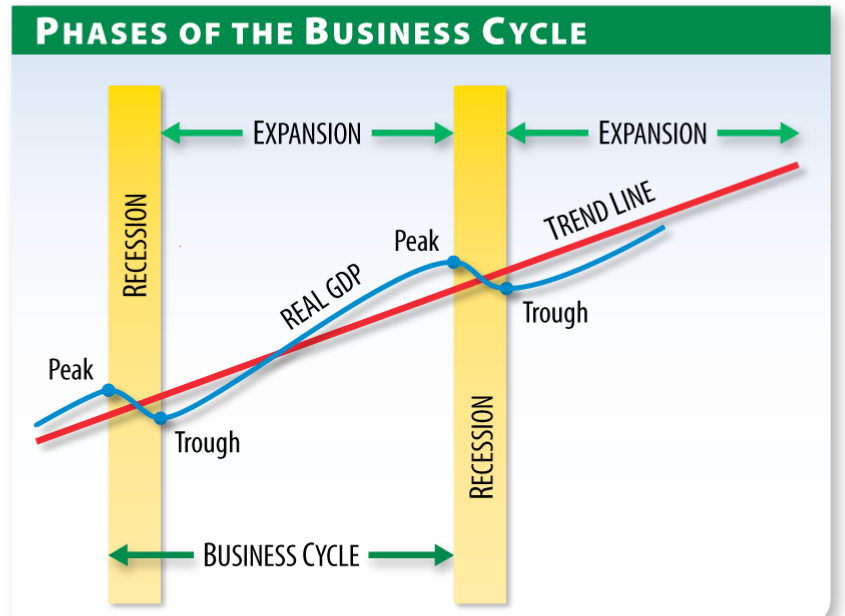 PHASES OF THE BUSINESS CYCLE
EXPANSION
EXPANSION
RECESSION
TREND LINE
Peak
REAL GDP
Trough
Peak
Trough
RECESSION
BUSINESS CYCLE